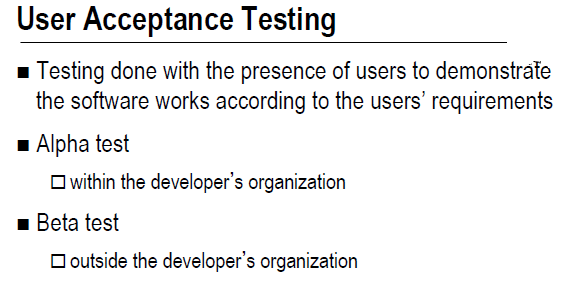 User Acceptance Testing
■ Testing done with the presence of users to demonstrate
the software works according to the users’ requirements
■ Alpha test
□ within the developer’s organization
■ Beta test
□ outside the developer’s organization